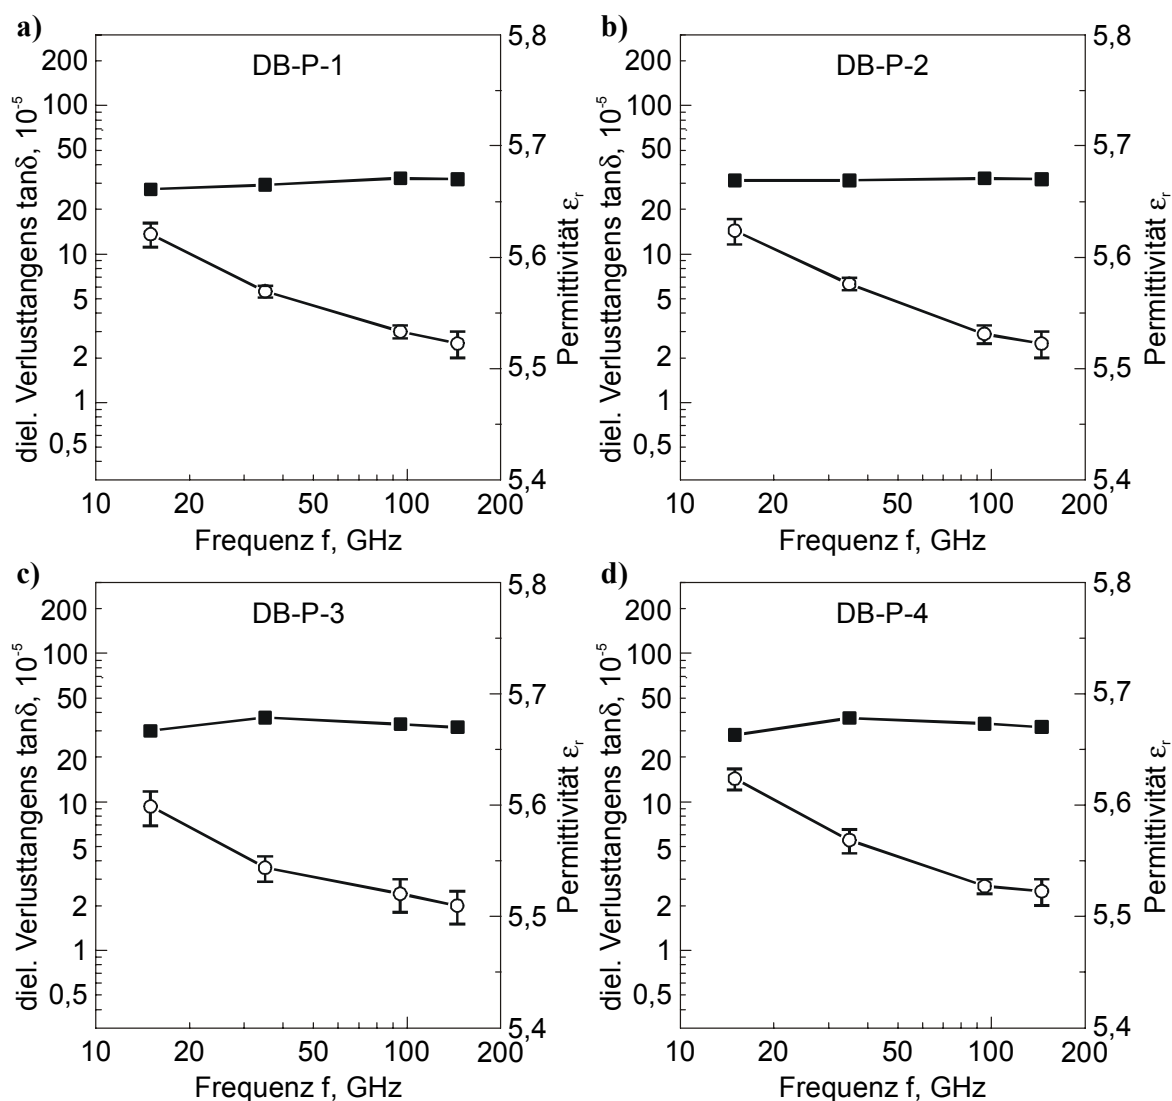 a)
DB-P-1
diel. Verlusttangens tanδ, 10⁻⁵
200
100
50
20
10
5
2
1
0,5
5,8
5,7
5,6
5,5
5,4
Permittivität εᵣ
10 20 50 100 200
Frequenz f, GHz
b)
DB-P-2
diel. Verlusttangens tanδ, 10⁻⁵
200
100
50
20
10
5
2
1
0,5
5,8
5,7
5,6
5,5
5,4
Permittivität εᵣ
10 20 50 100 200
Frequenz f, GHz
c)
DB-P-3
diel. Verlusttangens tanδ, 10⁻⁵
200
100
50
20
10
5
2
1
0,5
5,8
5,7
5,6
5,5
5,4
Permittivität εᵣ
10 20 50 100 200
Frequenz f, GHz
d)
DB-P-4
diel. Verlusttangens tanδ, 10⁻⁵
200
100
50
20
10
5
2
1
0,5
5,8
5,7
5,6
5,5
5,4
Permittivität εᵣ
10 20 50 100 200
Frequenz f, GHz